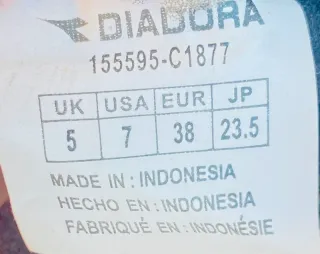 DIADORA
155595-C1877
UK USA EUR JP
5 7 38 23.5
MADE IN : INDONESIA
HECHO EN : INDONESIA
FABRIQUÉ EN : INDONÉSIE